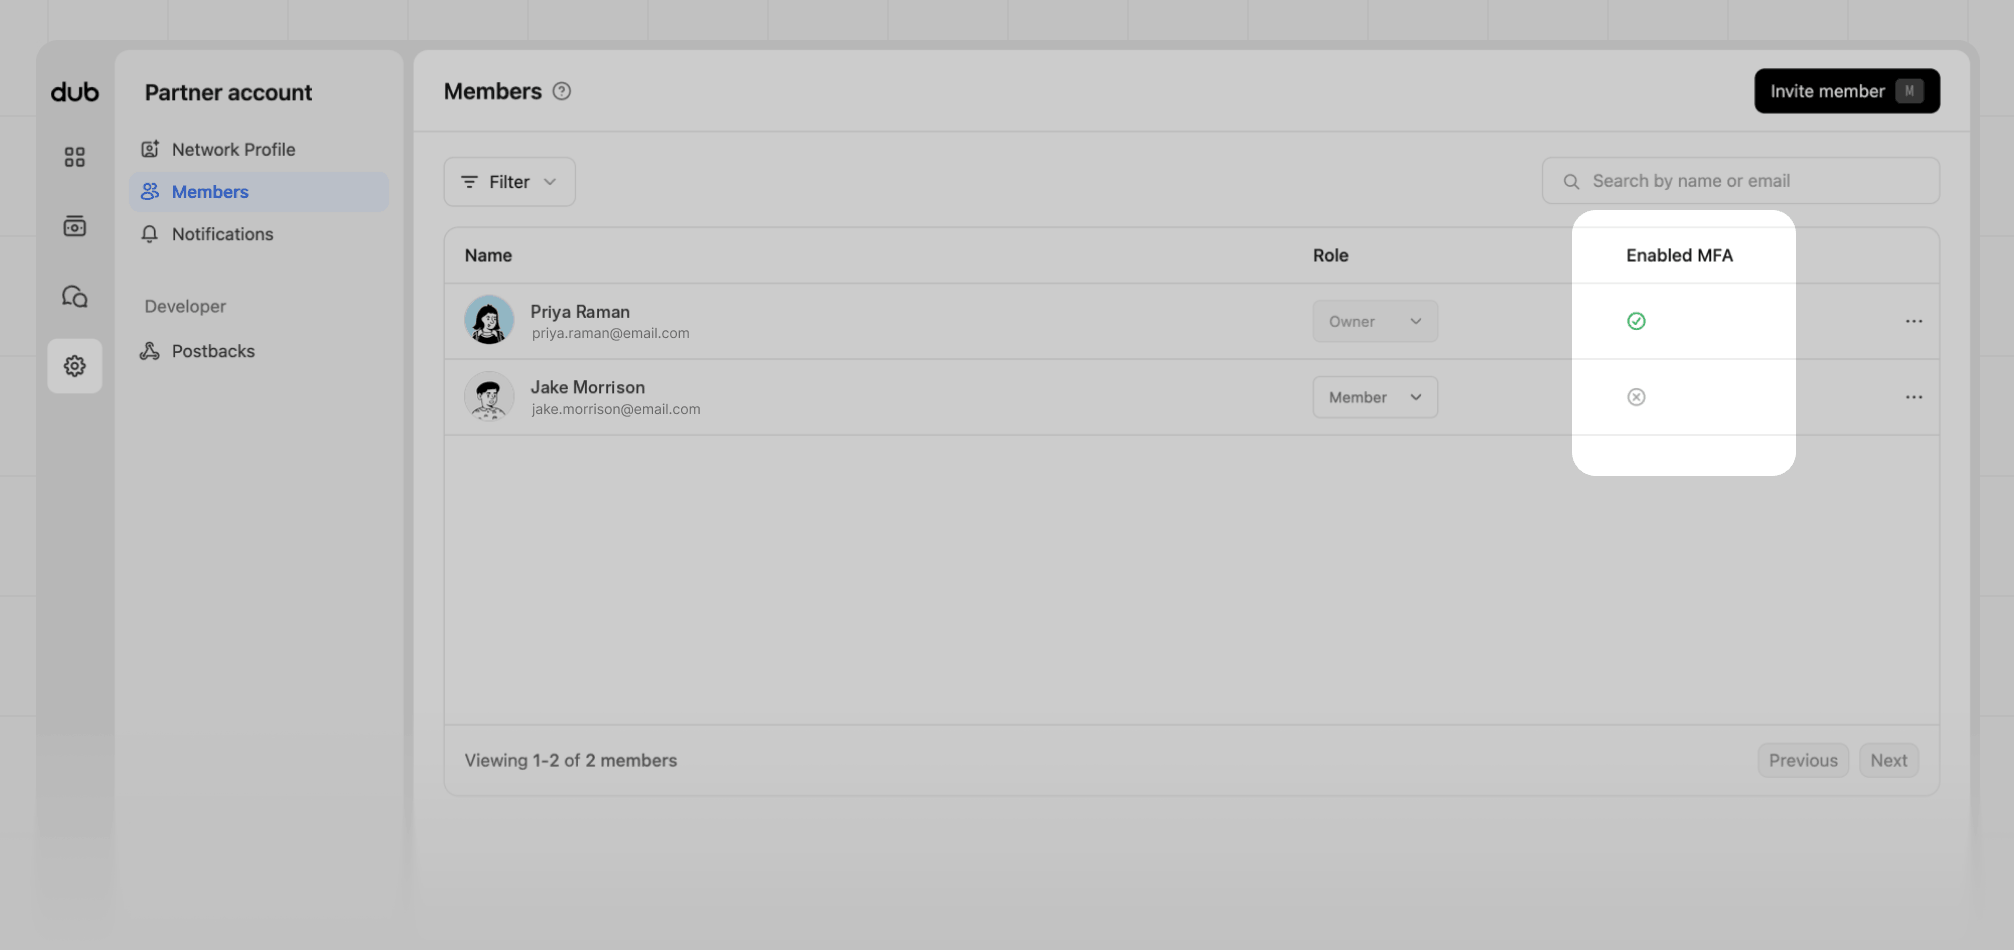 dub
Partner account
Network Profile
Members
Notifications
Developer
Postbacks
Members
Invite member M
Filter
Search by name or email
Name Role Enabled MFA
Priya Raman
priya.raman@email.com
Owner
Jake Morrison
jake.morrison@email.com
Member
Viewing 1-2 of 2 members
Previous Next